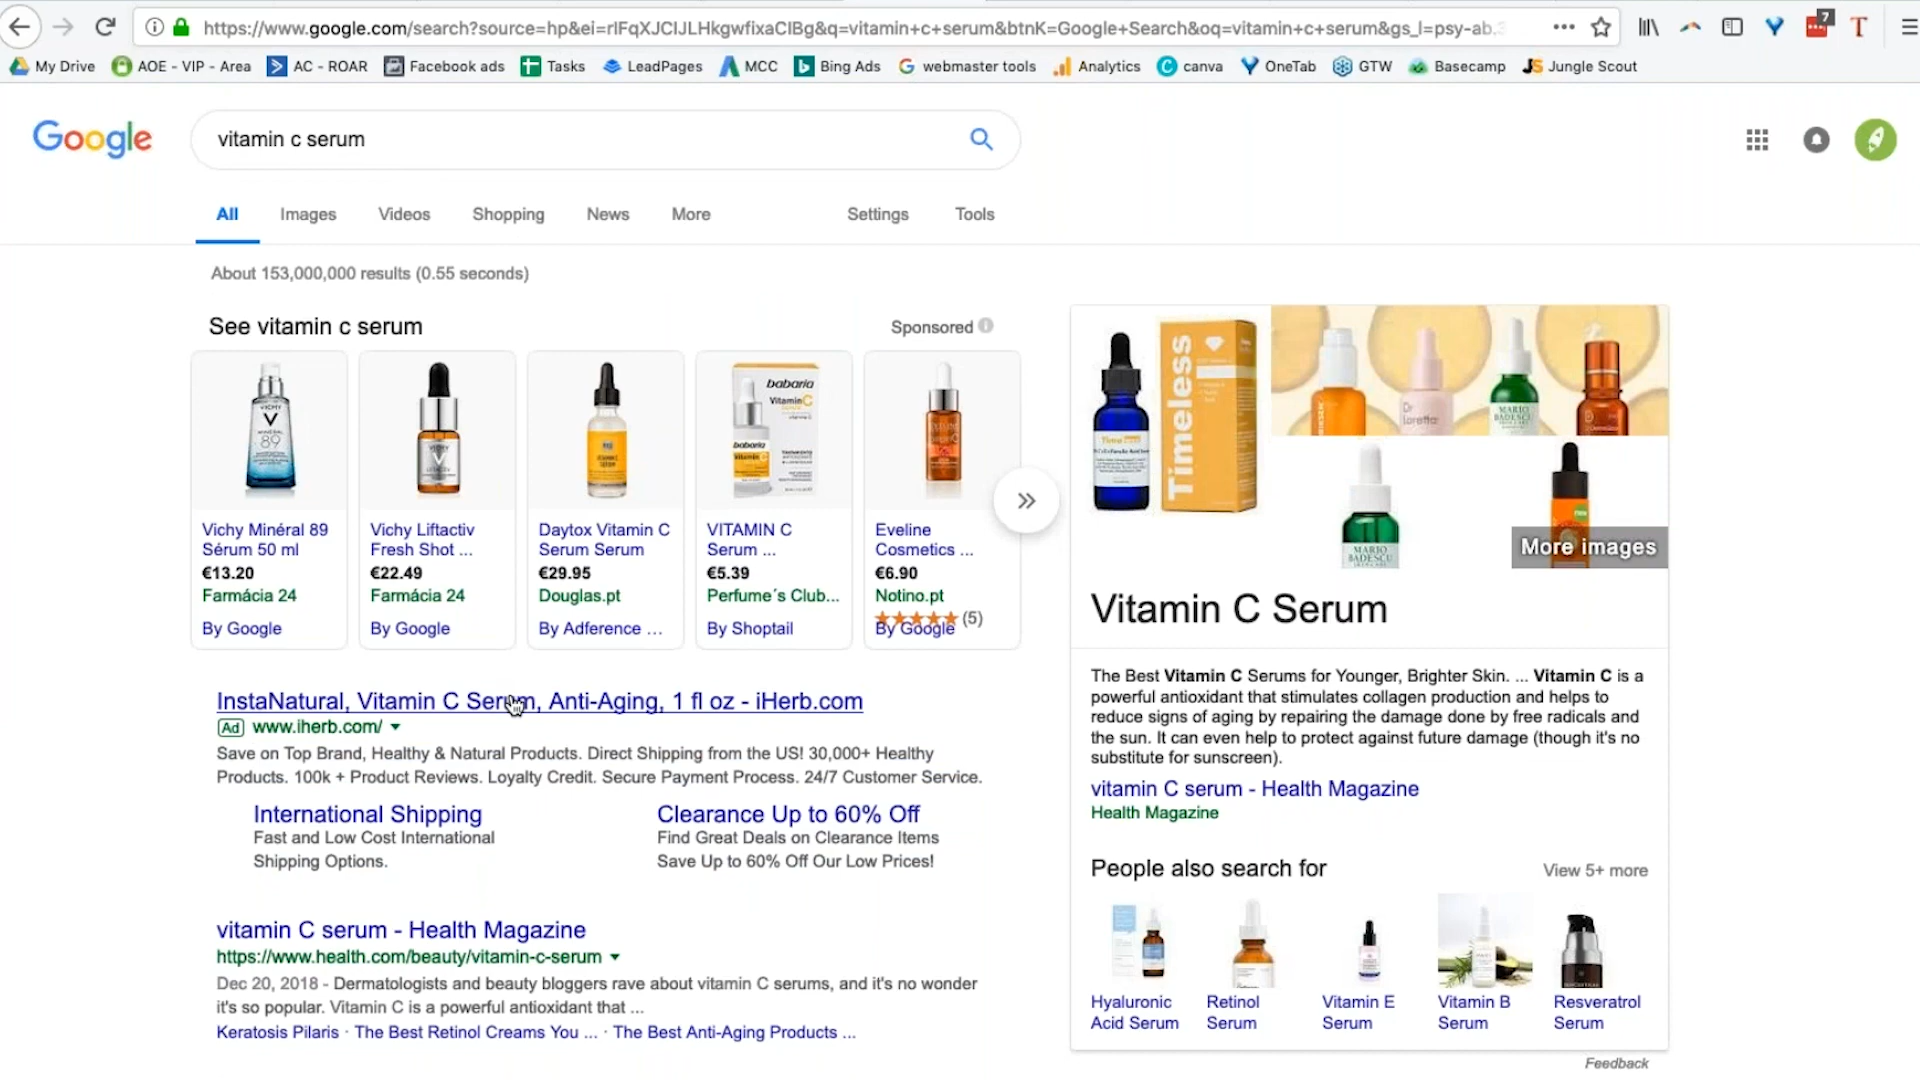 https://www.google.com/search?source=hp&ei=rIFqXJCIJLHkgwfixaCIBg&q=vitamin+c+serum&btnK=Google+Search&oq=vitamin+c+serum&gs_l=psy-ab.
7
My Drive
AOE - VIP - Area
AC - ROAR
Facebook ads
Tasks
LeadPages
MCC
Bing Ads
webmaster tools
Analytics
canva
OneTab
GTW
Basecamp
Jungle Scout
Google
vitamin c serum
All
Images
Videos
Shopping
News
More
Settings
Tools
About 153,000,000 results (0.55 seconds)
See vitamin c serum
Sponsored
VICHY
MINÉRAL
89
babaria
Vitamin C
Vichy Minéral 89
Sérum 50 ml
€13.20
Farmácia 24
By Google
Vichy Liftactiv
Fresh Shot ...
€22.49
Farmácia 24
By Google
Daytox Vitamin C
Serum Serum
€29.95
Douglas.pt
By Adference ...
VITAMIN C
Serum ...
€5.39
Perfume´s Club...
By Shoptail
Eveline
Cosmetics ...
€6.90
Notino.pt
(5)
By Google
InstaNatural, Vitamin C Serum, Anti-Aging, 1 fl oz - iHerb.com
Ad www.iherb.com/
Save on Top Brand, Healthy & Natural Products. Direct Shipping from the US! 30,000+ Healthy
Products. 100k + Product Reviews. Loyalty Credit. Secure Payment Process. 24/7 Customer Service.
International Shipping
Fast and Low Cost International
Shipping Options.
Clearance Up to 60% Off
Find Great Deals on Clearance Items
Save Up to 60% Off Our Low Prices!
vitamin C serum - Health Magazine
https://www.health.com/beauty/vitamin-c-serum
Dec 20, 2018 - Dermatologists and beauty bloggers rave about vitamin C serums, and it's no wonder
it's so popular. Vitamin C is a powerful antioxidant that ...
Keratosis Pilaris · The Best Retinol Creams You ... · The Best Anti-Aging Products ...
Timeless
Dr
Loretta
MARIO
BADESCU
MARIO
BADESCU
More images
Vitamin C Serum
The Best Vitamin C Serums for Younger, Brighter Skin. ... Vitamin C is a
powerful antioxidant that stimulates collagen production and helps to
reduce signs of aging by repairing the damage done by free radicals and
the sun. It can even help to protect against future damage (though it's no
substitute for sunscreen).
vitamin C serum - Health Magazine
Health Magazine
People also search for
View 5+ more
Hyaluronic
Acid Serum
Retinol
Serum
Vitamin E
Serum
Vitamin B
Serum
Resveratrol
Serum
Feedback